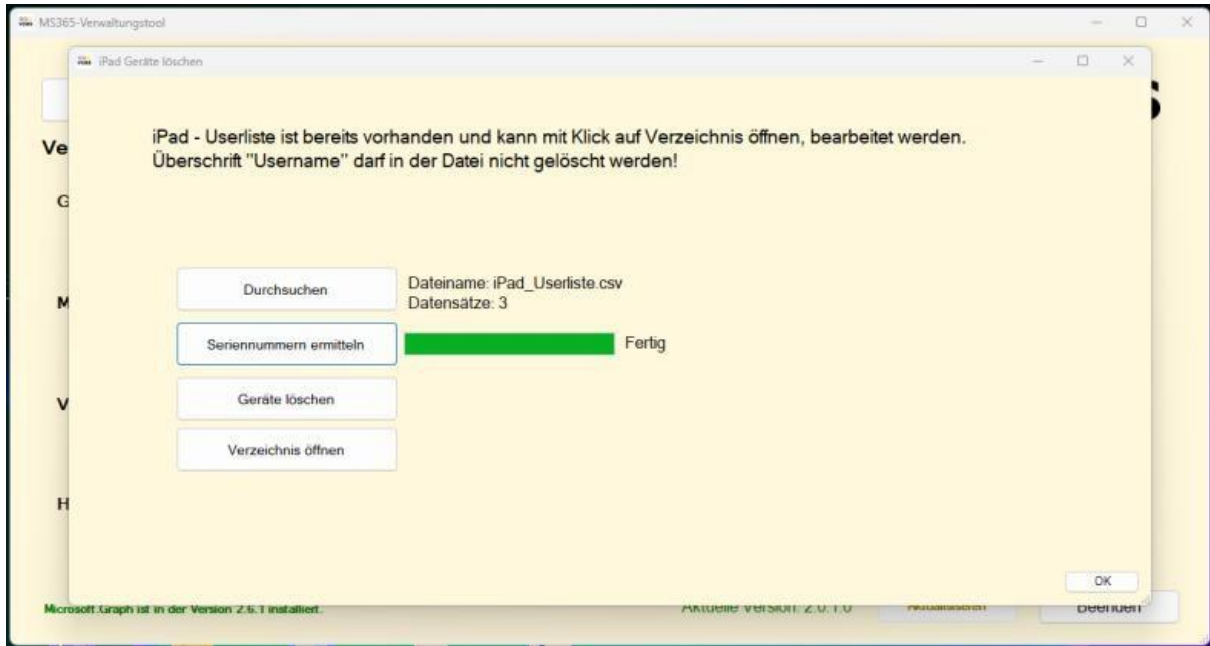 MS365-Verwaltungstool
iPad Geräte löschen
iPad - Userliste ist bereits vorhanden und kann mit Klick auf Verzeichnis öffnen, bearbeitet werden.
Überschrift "Username" darf in der Datei nicht gelöscht werden!
Ve
G
Durchsuchen
Dateiname: iPad_Userliste.csv
Datensätze: 3
M
Seriennummern ermitteln
Fertig
Geräte löschen
V
Verzeichnis öffnen
H
OK
Microsoft.Graph ist in der Version 2.6.1 installiert.
Aktuelle Version: 2.0.1.0
Aktualisieren
Beenden